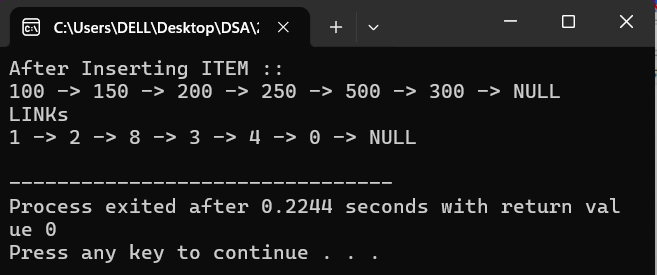 C:\Users\DELL\Desktop\DSA\2
After Inserting ITEM ::
100 -> 150 -> 200 -> 250 -> 500 -> 300 -> NULL
LINKs
1 -> 2 -> 8 -> 3 -> 4 -> 0 -> NULL
--------------------------------
Process exited after 0.2244 seconds with return val
ue 0
Press any key to continue . . .